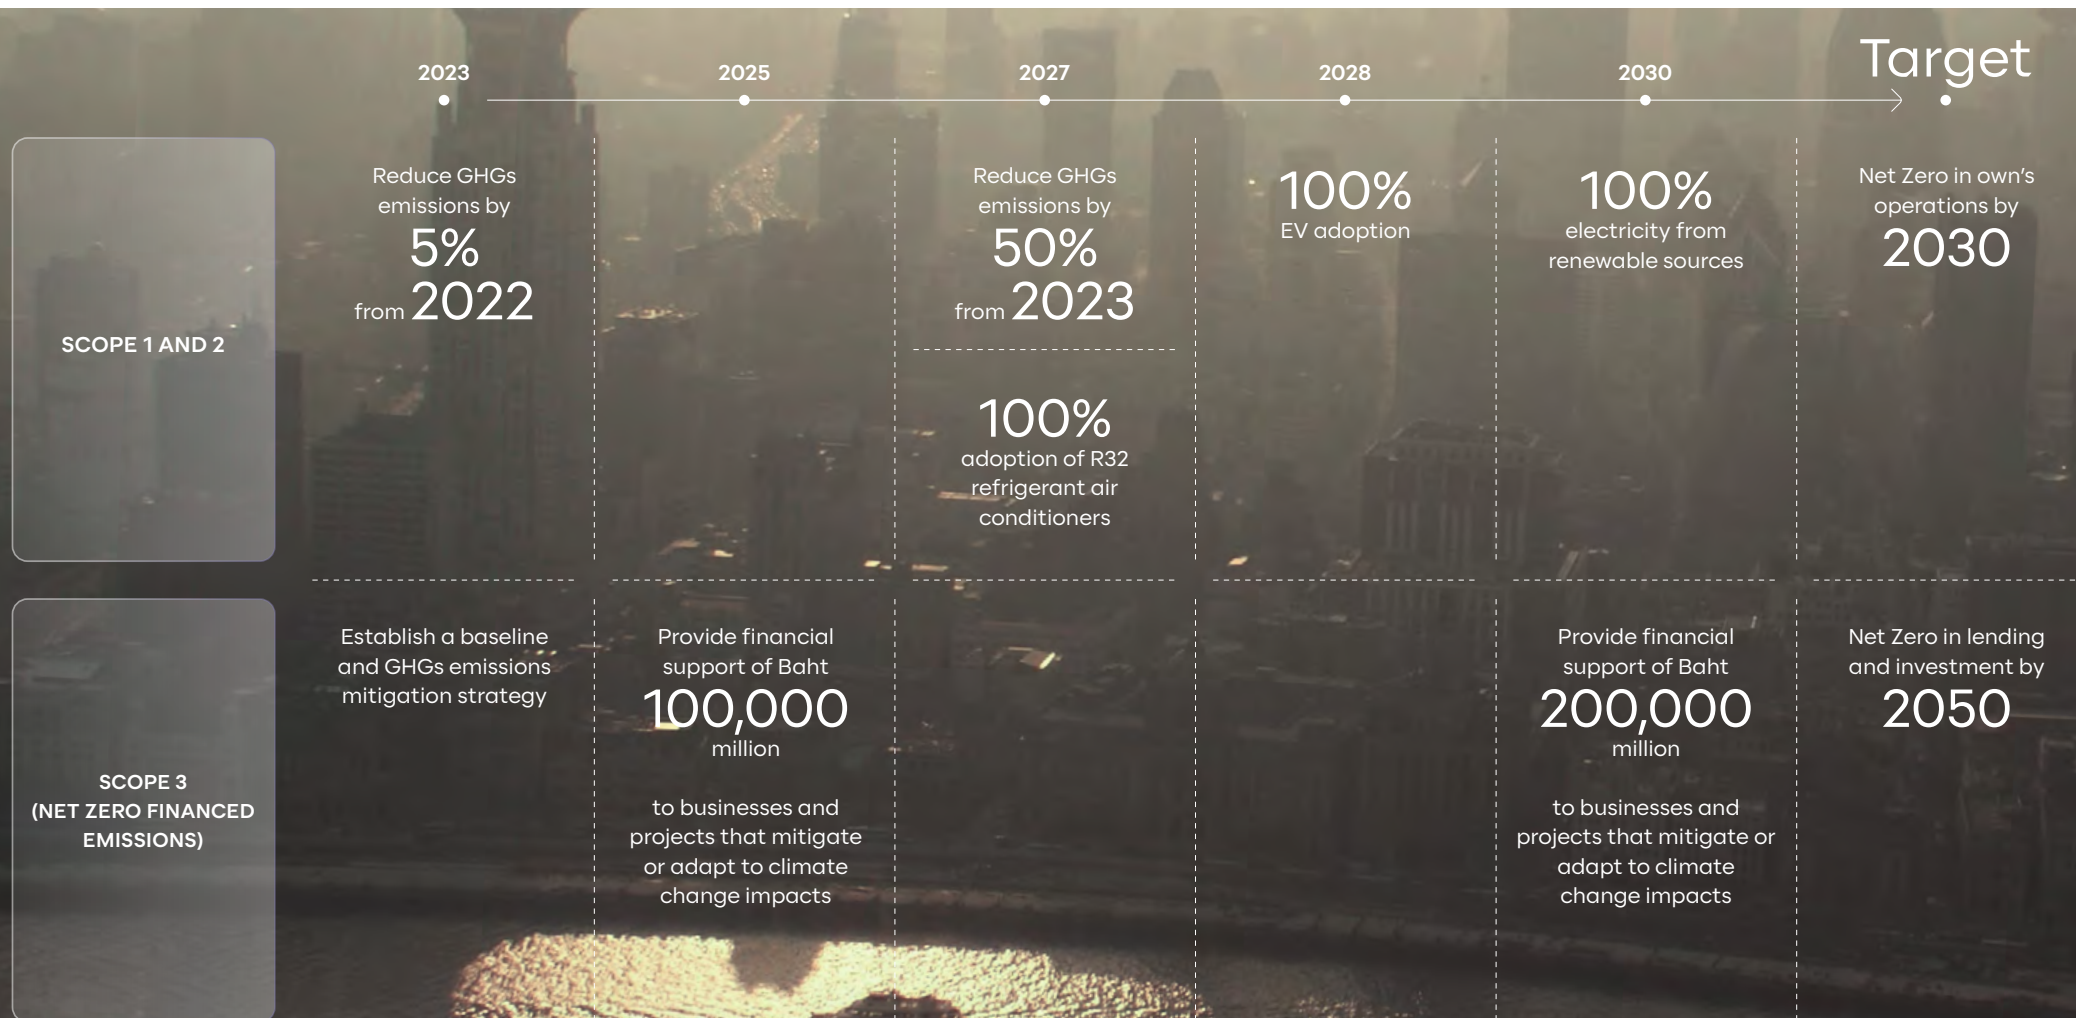 2023
2025
2027
2028
2030
Target
SCOPE 1 AND 2
Reduce GHGs
emissions by
5%
from 2022
Reduce GHGs
emissions by
50%
from 2023
100%
adoption of R32
refrigerant air
conditioners
100%
EV adoption
100%
electricity from
renewable sources
Net Zero in own’s
operations by
2030
SCOPE 3
(NET ZERO FINANCED
EMISSIONS)
Establish a baseline
and GHGs emissions
mitigation strategy
Provide financial
support of Baht
100,000
million
to businesses and
projects that mitigate
or adapt to climate
change impacts
Provide financial
support of Baht
200,000
million
to businesses and
projects that mitigate or
adapt to climate
change impacts
Net Zero in lending
and investment by
2050